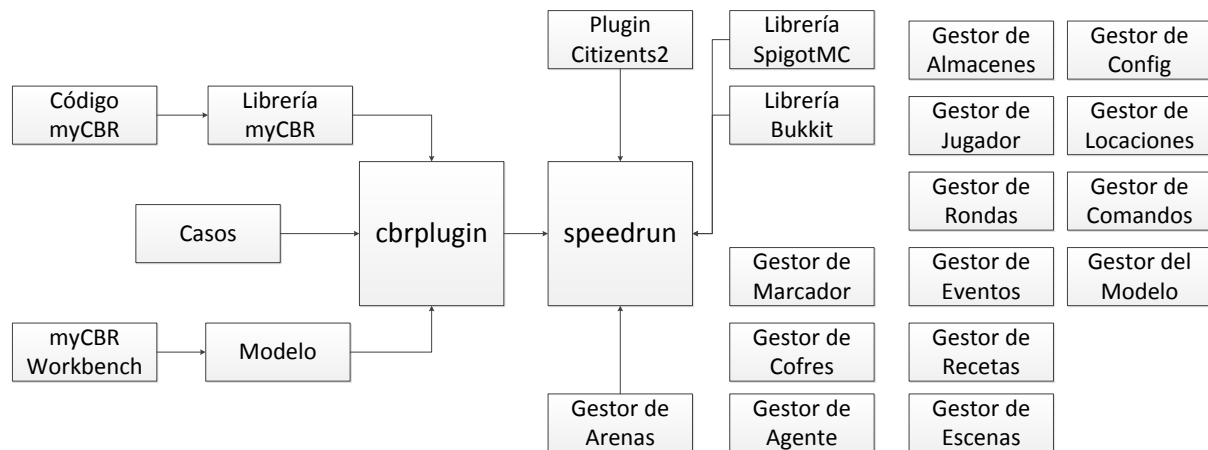 Plugin
Citizents2
Librería
SpigotMC
Gestor de
Almacenes
Gestor de
Config
Código
myCBR
Librería
myCBR
Librería
Bukkit
Gestor de
Jugador
Gestor de
Locaciones
Casos
cbrplugin
speedrun
Gestor de
Rondas
Gestor de
Comandos
Gestor de
Marcador
Gestor de
Eventos
Gestor del
Modelo
myCBR
Workbench
Modelo
Gestor de
Cofres
Gestor de
Recetas
Gestor de
Arenas
Gestor de
Agente
Gestor de
Escenas